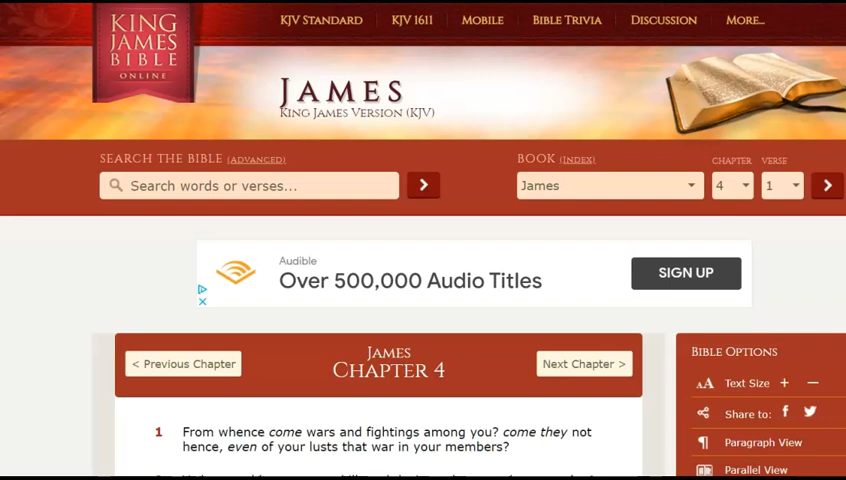 KING
JAMES
BIBLE
ONLINE
KJV STANDARD
KJV 1611
MOBILE
BIBLE TRIVIA
DISCUSSION
MORE...
JAMES
KING JAMES VERSION (KJV)
SEARCH THE BIBLE (ADVANCED)
BOOK (INDEX)
CHAPTER
VERSE
Search words or verses...
James
4
1
Audible
Over 500,000 Audio Titles
SIGN UP
< Previous Chapter
JAMES
CHAPTER 4
Next Chapter >
BIBLE OPTIONS
AA Text Size + −
Share to: f
¶ Paragraph View
Parallel View
1 From whence come wars and fightings among you? come they not
hence, even of your lusts that war in your members?